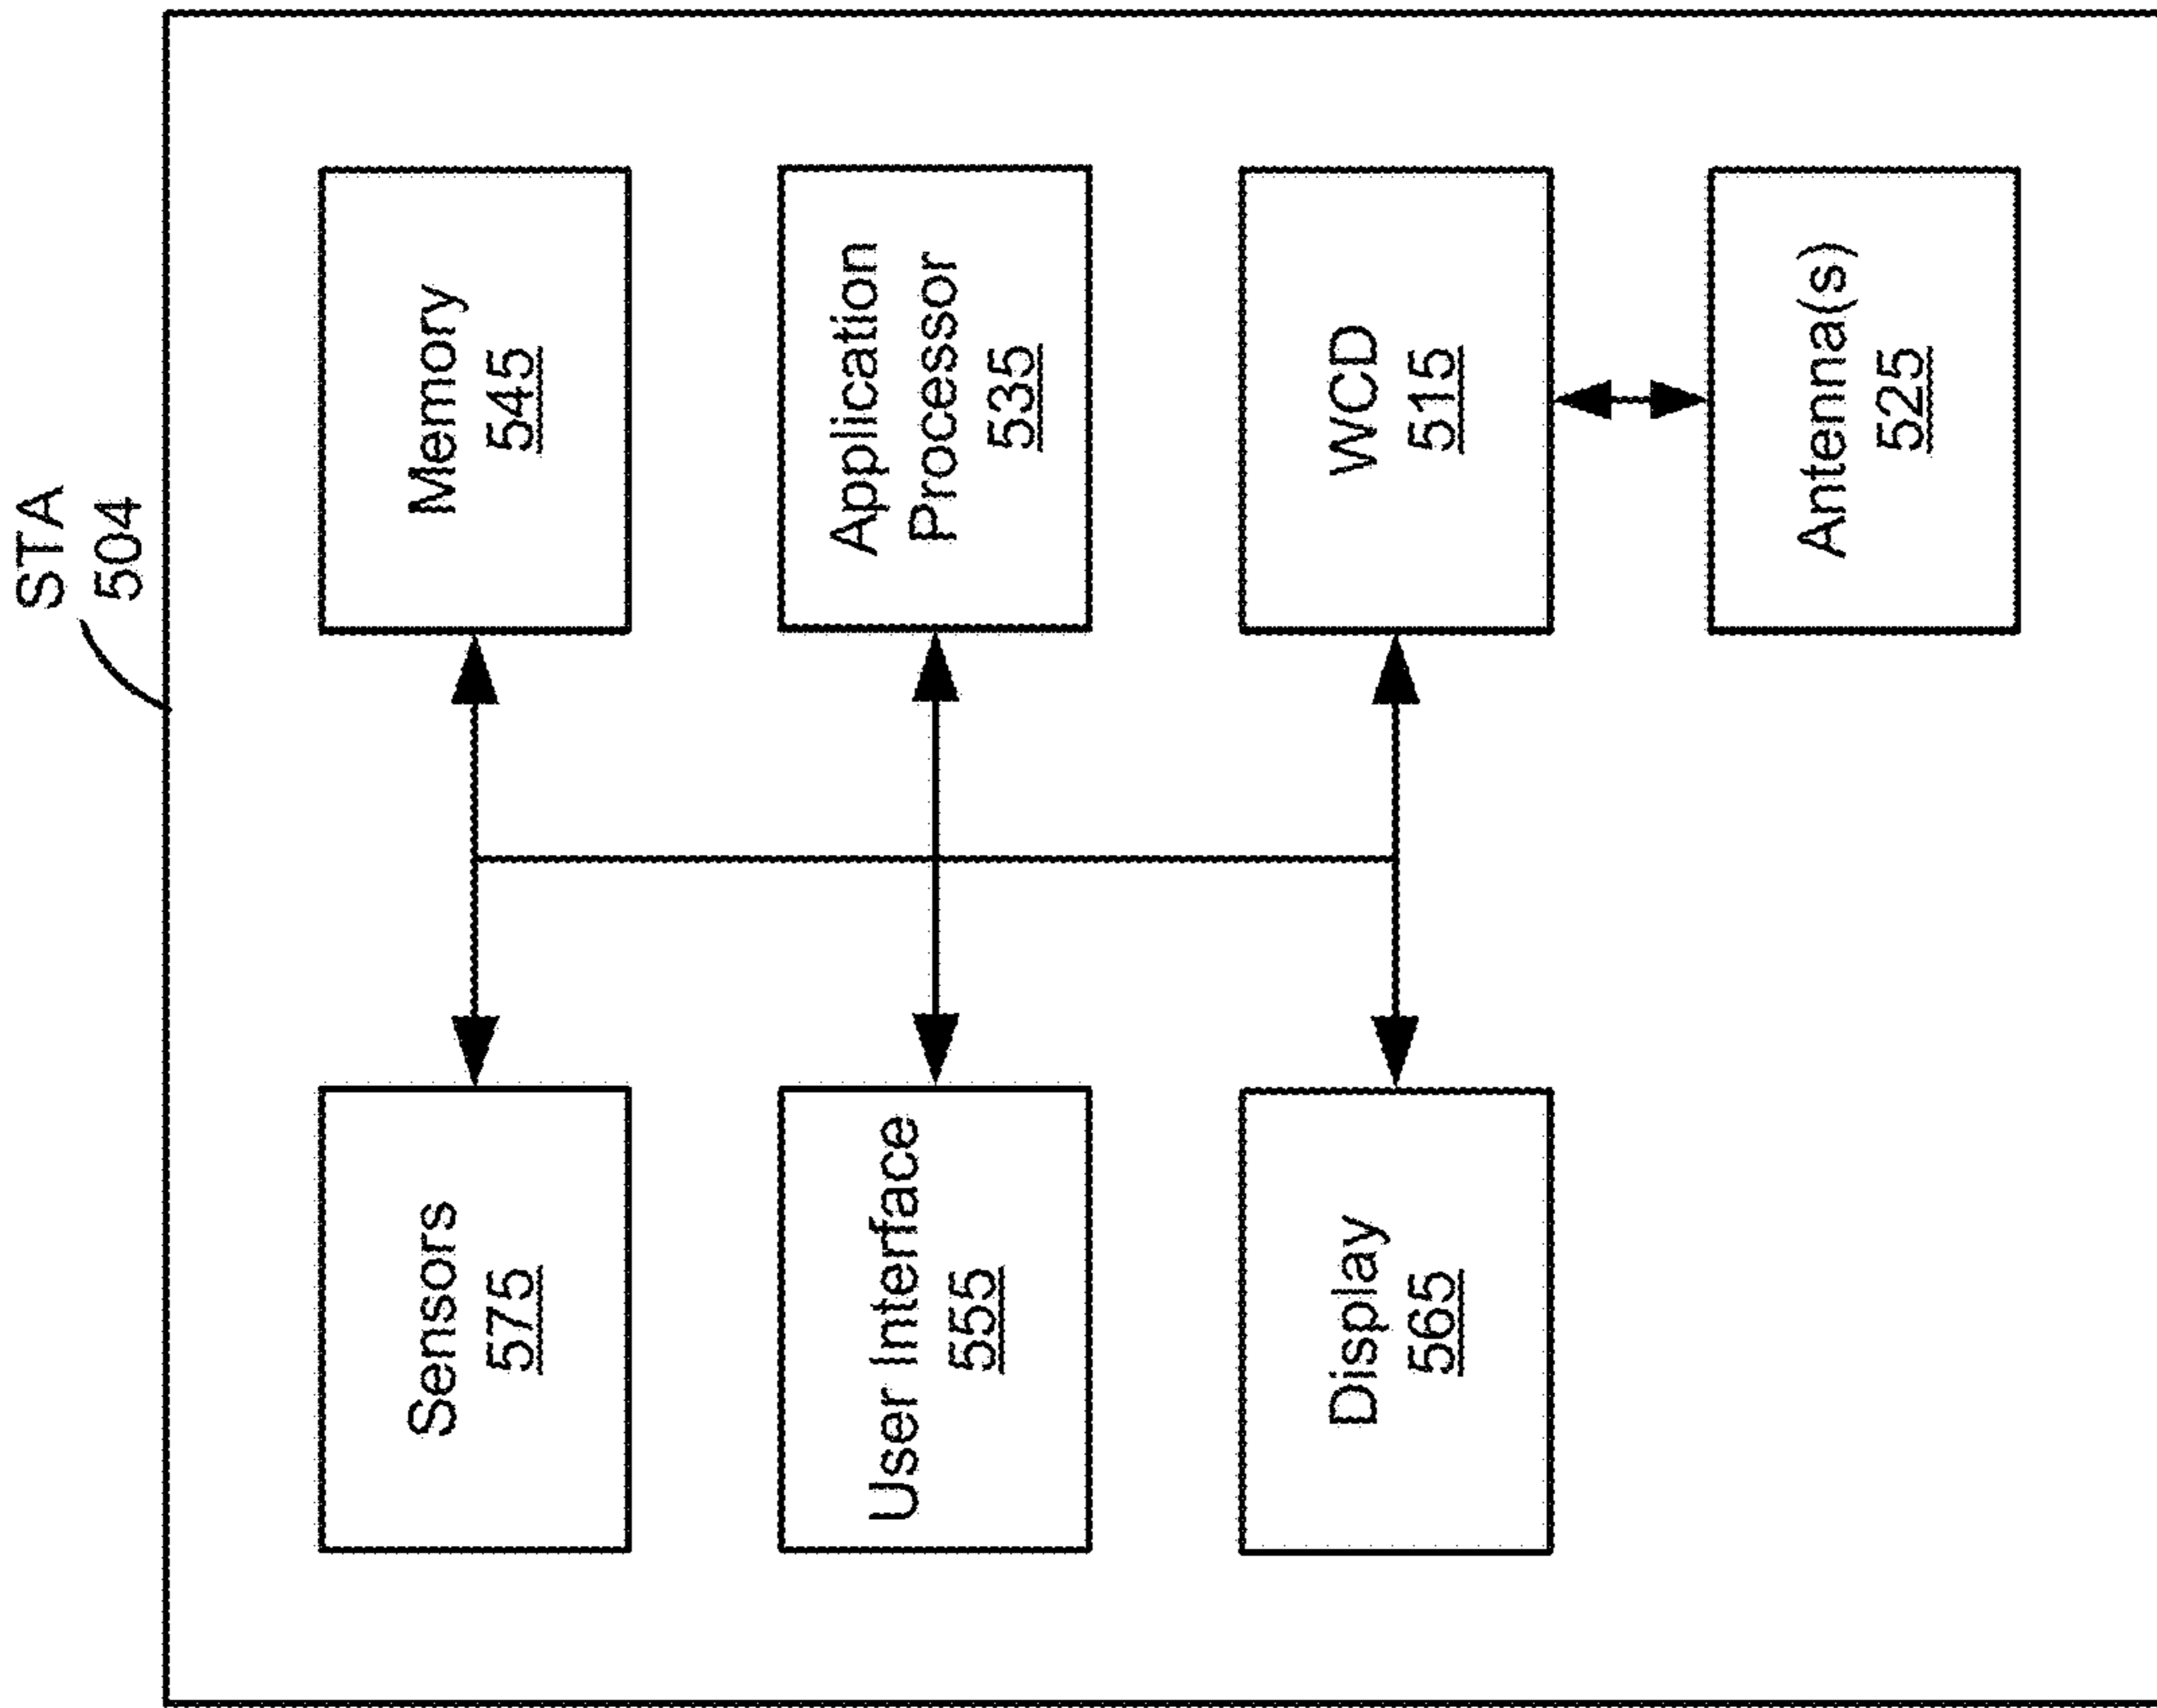 STA
504
Sensors
575
Memory
545
User Interface
555
Application
Processor
535
Display
565
WCD
515
Antenna(s)
525